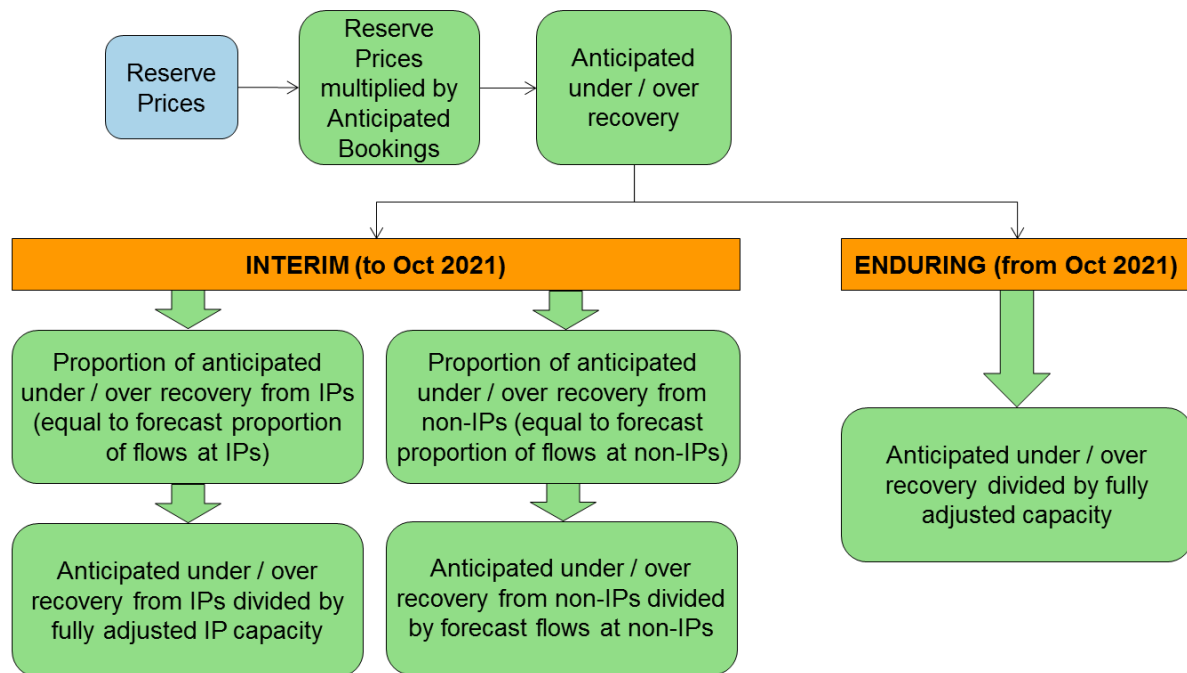 Reserve
Prices
Reserve
Prices
multiplied by
Anticipated
Bookings
Anticipated
under / over
recovery
INTERIM (to Oct 2021)
ENDURING (from Oct 2021)
Proportion of anticipated
under / over recovery from IPs
(equal to forecast proportion
of flows at IPs)
Proportion of anticipated
under / over recovery from
non-IPs (equal to forecast
proportion of flows at non-IPs)
Anticipated under / over
recovery divided by fully
adjusted capacity
Anticipated under / over
recovery from IPs divided by
fully adjusted IP capacity
Anticipated under / over
recovery from non-IPs divided
by forecast flows at non-IPs